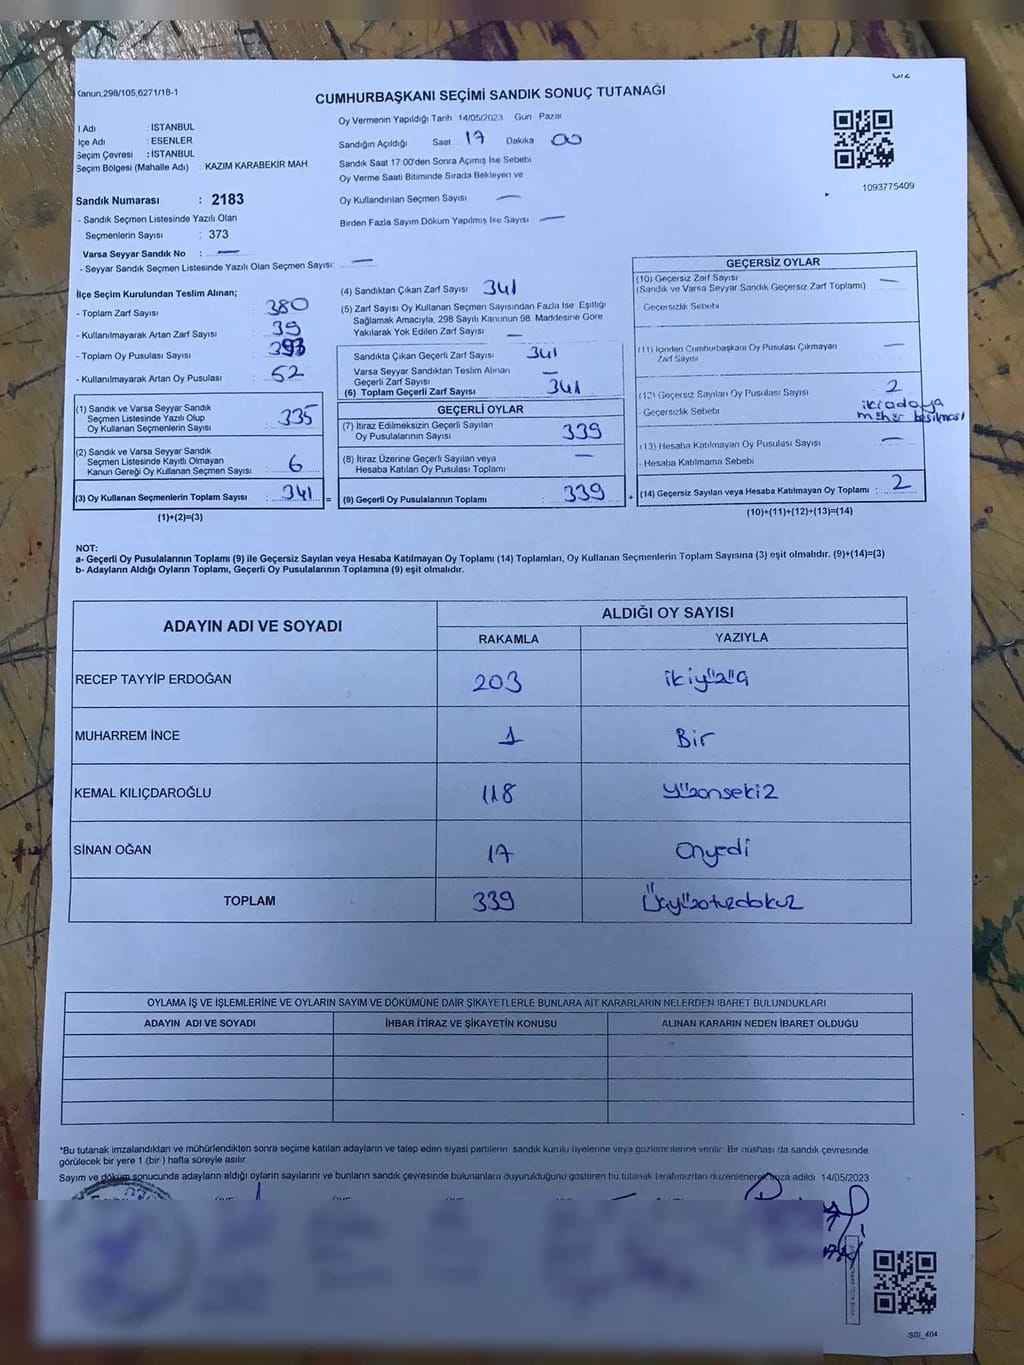 Kanun,298/105,6271/18-1
CUMHURBAŞKANI SEÇİMİ SANDIK SONUÇ TUTANAĞI
İl Adı : İSTANBUL
İlçe Adı : ESENLER
Seçim Çevresi : İSTANBUL
Seçim Bölgesi (Mahalle Adı) : KAZIM KARABEKİR MAH.
Sandık Numarası : 2183
- Sandık Seçmen Listesinde Yazılı Olan
Seçmenlerin Sayısı : 373
Varsa Seyyar Sandık No : —
- Seyyar Sandık Seçmen Listesinde Yazılı Olan Seçmen Sayısı: —
Oy Vermenin Yapıldığı Tarih 14/05/2023 Gün Pazar
Sandığın Açıldığı Saat 17 Dakika 00
Sandık Saat 17:00'den Sonra Açımış İse Sebebi
Oy Verme Saati Bitiminde Sırada Bekleyen ve
Oy Kullandırılan Seçmen Sayısı —
Birden Fazla Sayım Döküm Yapılmış İse Sayısı —
1093775409
İlçe Seçim Kurulundan Teslim Alınan;
- Toplam Zarf Sayısı : 380
- Kullanılmayarak Artan Zarf Sayısı : 39
- Toplam Oy Pusulası Sayısı : 393
- Kullanılmayarak Artan Oy Pusulası : 52
(1) Sandık ve Varsa Seyyar Sandık
Seçmen Listesinde Yazılı Olup
Oy Kullanan Seçmenlerin Sayısı : 335
(2) Sandık ve Varsa Seyyar Sandık
Seçmen Listesinde Kayıtlı Olmayan
Kanun Gereği Oy Kullanan Seçmen Sayısı : 6
(3) Oy Kullanan Seçmenlerin Toplam Sayısı : 341 =
(1)+(2)=(3)
(4) Sandıktan Çıkan Zarf Sayısı 341
(5) Zarf Sayısı Oy Kullanan Seçmen Sayısından Fazla İse Eşitliği
Sağlamak Amacıyla, 298 Sayılı Kanunun 98. Maddesine Göre
Yakılarak Yok Edilen Zarf Sayısı —
Sandıkta Çıkan Geçerli Zarf Sayısı 341
Varsa Seyyar Sandıktan Teslim Alınan
Geçerli Zarf Sayısı —
(6) Toplam Geçerli Zarf Sayısı 341
GEÇERLİ OYLAR
(7) İtiraz Edilmeksizin Geçerli Sayılan
Oy Pusulalarının Sayısı 339
(8) İtiraz Üzerine Geçerli Sayılan veya
Hesaba Katılan Oy Pusulası Toplamı —
(9) Geçerli Oy Pusulalarının Toplamı : 339 +
GEÇERSİZ OYLAR
(10) Geçersiz Zarf Sayısı —
(Sandık ve Varsa Seyyar Sandık Geçersiz Zarf Toplamı)
Geçersizlik Sebebi
(11) İçinden Cumhurbaşkanı Oy Pusulası Çıkmayan
Zarf Sayısı —
(12) Geçersiz Sayılan Oy Pusulası Sayısı 2
- Geçersizlik Sebebi iki adaya
mühür basılması
(13) Hesaba Katılmayan Oy Pusulası Sayısı —
- Hesaba Katılmama Sebebi
(14) Geçersiz Sayılan veya Hesaba Katılmayan Oy Toplamı : 2
(10)+(11)+(12)+(13)=(14)
NOT:
a- Geçerli Oy Pusulalarının Toplamı (9) ile Geçersiz Sayılan veya Hesaba Katılmayan Oy Toplamı (14) Toplamları, Oy Kullanan Seçmenlerin Toplam Sayısına (3) eşit olmalıdır. (9)+(14)=(3)
b- Adayların Aldığı Oyların Toplamı, Geçerli Oy Pusulalarının Toplamına (9) eşit olmalıdır.
ADAYIN ADI VE SOYADI
ALDIĞI OY SAYISI
RAKAMLA YAZIYLA
RECEP TAYYİP ERDOĞAN 203 ikiyüzüç
MUHARREM İNCE 1 Bir
KEMAL KILIÇDAROĞLU 118 Yüzonsekiz
SİNAN OĞAN 17 Onyedi
TOPLAM 339 Üçyüzotuzdokuz
OYLAMA İŞ VE İŞLEMLERİNE VE OYLARIN SAYIM VE DÖKÜMÜNE DAİR ŞİKAYETLERLE BUNLARA AİT KARARLARIN NELERDEN İBARET BULUNDUKLARI
ADAYIN ADI VE SOYADI İHBAR İTİRAZ VE ŞİKAYETİN KONUSU ALINAN KARARIN NEDEN İBARET OLDUĞU
*Bu tutanak imzalandıktan ve mühürlendikten sonra seçime katılan adayların ve talep eden siyasi partilerin sandık kurulu üyelerine veya gözlemcilerine verilir. Bir nüshası da sandık çevresinde
görülecek bir yere 1 (bir) hafta süreyle asılır.
Sayım ve döküm sonucunda adayların aldığı oyların sayılarını ve bunların sandık çevresinde bulunanlara duyurulduğunu gösteren bu tutanak tarafımızdan düzenlenerek imza edildi. 14/05/2023
SSI_404